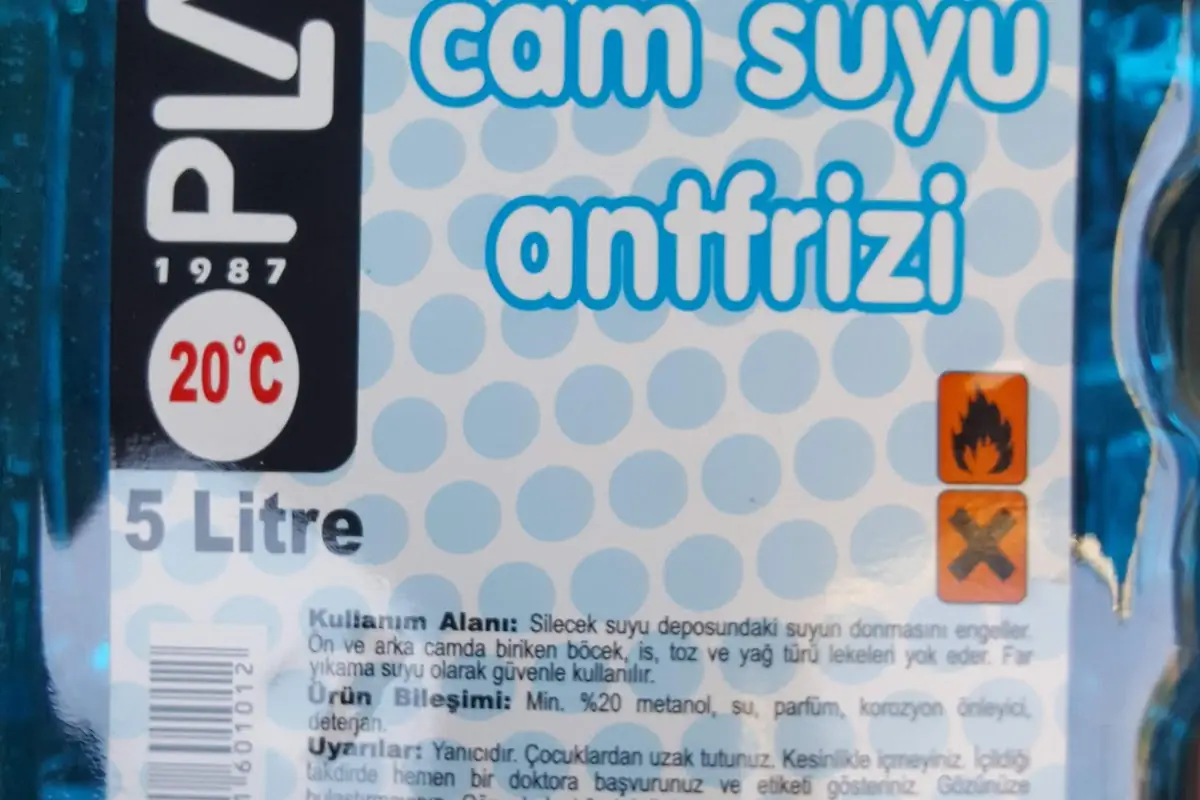 cam suyu
antfrizi
PL
1987
20°C
5 Litre
Kullanım Alanı: Silecek suyu deposundaki suyun donmasını engeller.
Ön ve arka camda biriken böcek, is, toz ve yağ türü lekeleri yok eder. Far
yıkama suyu olarak güvenle kullanılır.
Ürün Bileşimi: Min. %20 metanol, su, parfüm, korozyon önleyici,
deterjan.
Uyarılar: Yanıcıdır. Çocuklardan uzak tutunuz. Kesinlikle içmeyiniz. İçildiği
takdirde hemen bir doktora başvurunuz ve etiketi gösteriniz. Gözünüze
1601012